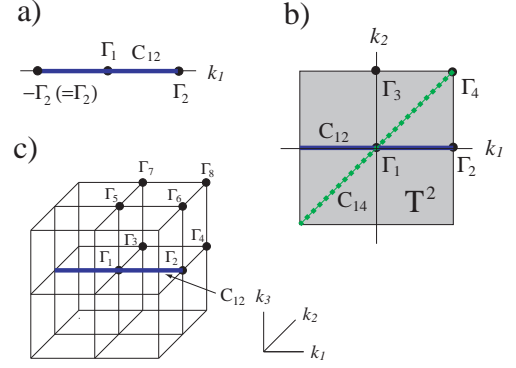 a)
Γ₁ C₁₂
k₁
−Γ₂ (=Γ₂) Γ₂
b)
k₂
Γ₃ Γ₄
C₁₂ k₁
Γ₁ Γ₂
C₁₄ T²
c)
Γ₇ Γ₈
Γ₅ Γ₆
Γ₃ Γ₄
Γ₁ Γ₂
C₁₂
k₃
k₂
k₁